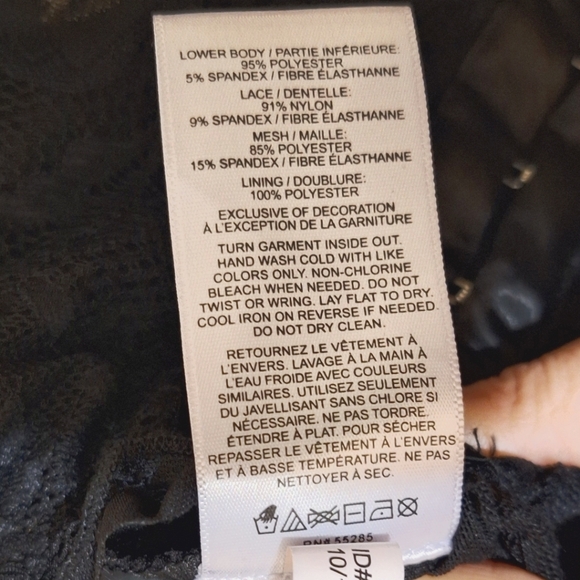 LOWER BODY / PARTIE INFÉRIEURE:
95% POLYESTER
5% SPANDEX / FIBRE ÉLASTHANNE
LACE / DENTELLE:
91% NYLON
9% SPANDEX / FIBRE ÉLASTHANNE
MESH / MAILLE:
85% POLYESTER
15% SPANDEX / FIBRE ÉLASTHANNE
LINING / DOUBLURE:
100% POLYESTER
EXCLUSIVE OF DECORATION
À L'EXCEPTION DE LA GARNITURE
TURN GARMENT INSIDE OUT.
HAND WASH COLD WITH LIKE
COLORS ONLY. NON-CHLORINE
BLEACH WHEN NEEDED. DO NOT
TWIST OR WRING. LAY FLAT TO DRY.
COOL IRON ON REVERSE IF NEEDED.
DO NOT DRY CLEAN.
RETOURNEZ LE VÊTEMENT À
L'ENVERS. LAVAGE À LA MAIN À
L'EAU FROIDE AVEC COULEURS
SIMILAIRES. UTILISEZ SEULEMENT
DU JAVELLISANT SANS CHLORE SI
NÉCESSAIRE. NE PAS TORDRE.
ÉTENDRE À PLAT. POUR SÉCHER
REPASSER LE VÊTEMENT À L'ENVERS
ET À BASSE TEMPÉRATURE. NE PAS
NETTOYER À SEC.
RN# 55285
ID#
10/